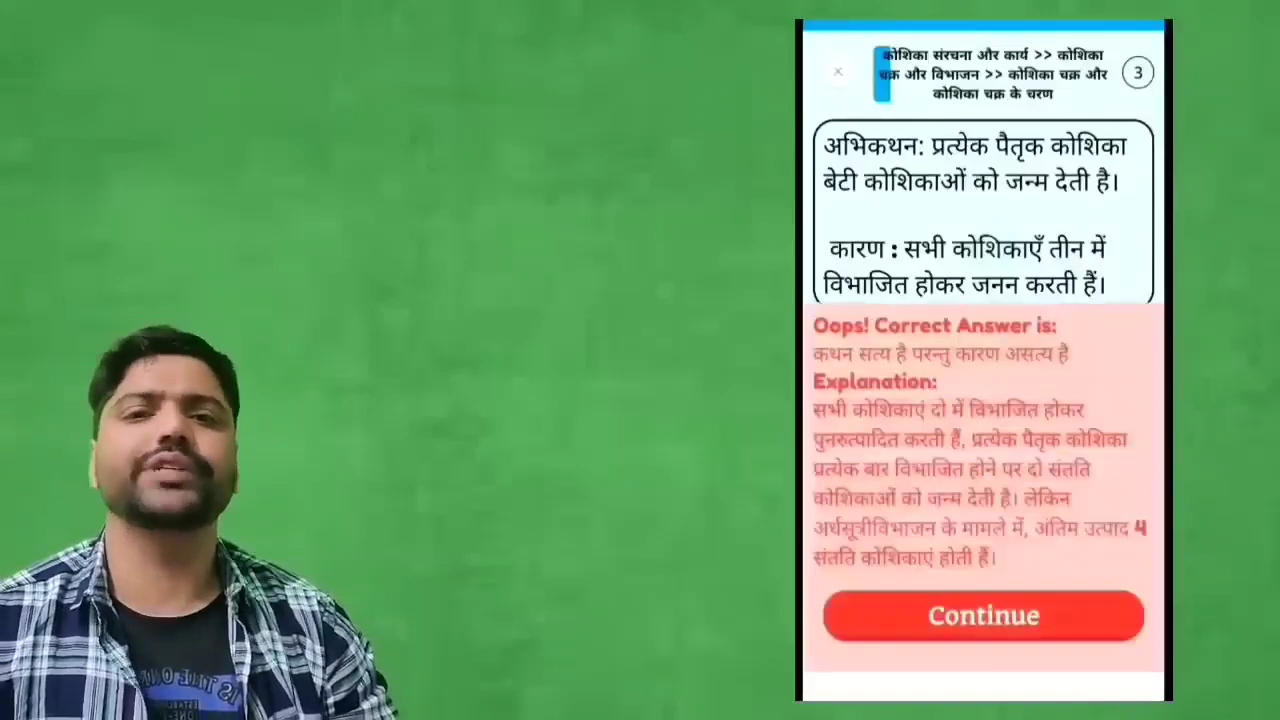 कोशिका संरचना और कार्य >> कोशिका
चक्र और विभाजन >> कोशिका चक्र और
कोशिका चक्र के चरण
3
अभिकथन: प्रत्येक पैतृक कोशिका
बेटी कोशिकाओं को जन्म देती है।
कारण : सभी कोशिकाएँ तीन में
विभाजित होकर जनन करती हैं।
Oops! Correct Answer is:
कथन सत्य है परन्तु कारण असत्य है
Explanation:
सभी कोशिकाएं दो में विभाजित होकर
पुनरुत्पादित करती हैं, प्रत्येक पैतृक कोशिका
प्रत्येक बार विभाजित होने पर दो संतति
कोशिकाओं को जन्म देती है। लेकिन
अर्धसूत्रीविभाजन के मामले में, अंतिम उत्पाद 4
संतति कोशिकाएं होती हैं।
Continue